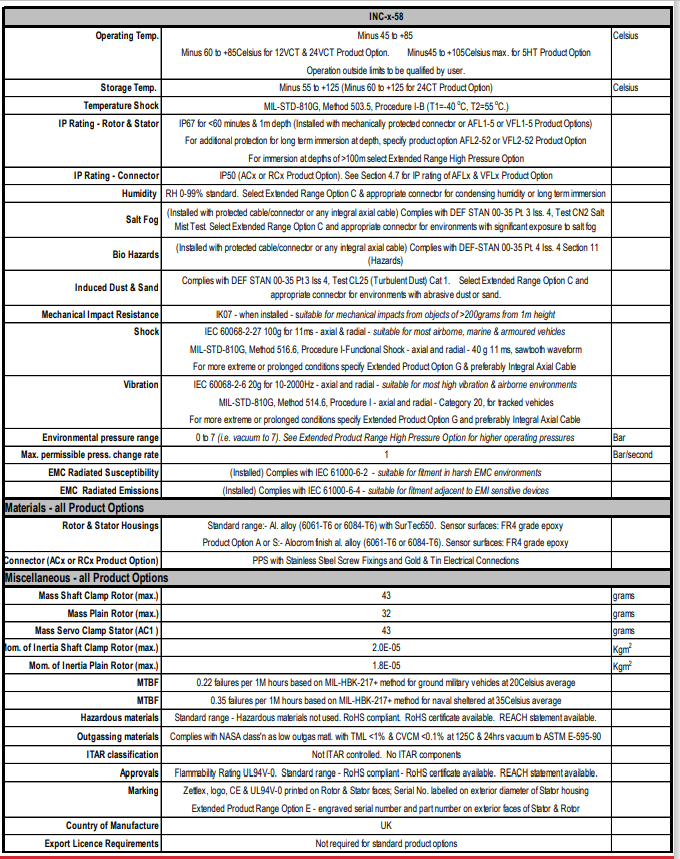 INC-x-58
Operating Temp. Minus 45 to +85 Celsius
Minus 60 to +85Celsius for 12VCT & 24VCT Product Option. Minus45 to +105Celsius max. for 5HT Product Option
Operation outside limits to be qualified by user.
Storage Temp. Minus 55 to +125 (Minus 60 to +125 for 24CT Product Option) Celsius
Temperature Shock MIL-STD-810G, Method 503.5, Procedure I-B (T1=-40 °C, T2=55 °C.)
IP Rating - Rotor & Stator IP67 for <60 minutes & 1m depth (Installed with mechanically protected connector or AFL1-5 or VFL1-5 Product Options)
For additional protection for long term immersion at depth, specify product option AFL2-52 or VFL2-52 Product Option
For immersion at depths of >100m select Extended Range High Pressure Option
IP Rating - Connector IP50 (ACx or RCx Product Option). See Section 4.7 for IP rating of AFLx & VFLx Product Option
Humidity RH 0-99% standard. Select Extended Range Option C & appropriate connector for condensing humidity or long term immersion
Salt Fog (Installed with protected cable/connector or any integral axial cable) Complies with DEF STAN 00-35 Pt. 3 Iss. 4, Test CN2 Salt
Mist Test. Select Extended Range Option C and appropriate connector for environments with significant exposure to salt fog
Bio Hazards (Installed with protected cable/connector or any integral axial cable) Complies with DEF-STAN 00-35 Pt. 4 Iss. 4 Section 11
(Hazards)
Induced Dust & Sand Complies with DEF STAN 00-35 Pt 3 Iss 4, Test CL25 (Turbulent Dust) Cat 1. Select Extended Range Option C and
appropriate connector for environments with abrasive dust or sand.
Mechanical Impact Resistance IK07 - when installed - suitable for mechanical impacts from objects of >200grams from 1m height
Shock IEC 60068-2-27 100g for 11ms - axial & radial - suitable for most airborne, marine & armoured vehicles
MIL-STD-810G, Method 516.6, Procedure I-Functional Shock - axial and radial - 40 g 11 ms, sawtooth waveform
For more extreme or prolonged conditions specify Extended Product Option G & preferably Integral Axial Cable
Vibration IEC 60068-2-6 20g for 10-2000Hz - axial and radial - suitable for most high vibration & airborne environments
MIL-STD-810G, Method 514.6, Procedure I - axial and radial - Category 20, for tracked vehicles
For more extreme or prolonged conditions specify Extended Product Option G and preferably Integral Axial Cable
Environmental pressure range 0 to 7 (i.e. vacuum to 7). See Extended Product Range High Pressure Option for higher operating pressures Bar
Max. permissible press. change rate 1 Bar/second
EMC Radiated Susceptibility (Installed) Complies with IEC 61000-6-2 - suitable for fitment in harsh EMC environments
EMC Radiated Emissions (Installed) Complies with IEC 61000-6-4 - suitable for fitment adjacent to EMI sensitive devices
Materials - all Product Options
Rotor & Stator Housings Standard range:- Al. alloy (6061-T6 or 6084-T6) with SurTec650. Sensor surfaces: FR4 grade epoxy
Product Option A or S:- Alocrom finish al. alloy (6061-T6 or 6084-T6). Sensor surfaces: FR4 grade epoxy
Connector (ACx or RCx Product Option) PPS with Stainless Steel Screw Fixings and Gold & Tin Electrical Connections
Miscellaneous - all Product Options
Mass Shaft Clamp Rotor (max.) 43 grams
Mass Plain Rotor (max.) 32 grams
Mass Servo Clamp Stator (AC1 ) 43 grams
Mom. of Inertia Shaft Clamp Rotor (max.) 2.0E-05 Kgm²
Mom. of Inertia Plain Rotor (max.) 1.8E-05 Kgm²
MTBF 0.22 failures per 1M hours based on MIL-HBK-217+ method for ground military vehicles at 20Celsius average
MTBF 0.35 failures per 1M hours based on MIL-HBK-217+ method for naval sheltered at 35Celsius average
Hazardous materials Standard range - Hazardous materials not used. RoHS compliant. RoHS certificate available. REACH statement available.
Outgassing materials Complies with NASA class'n as low outgas matl. with TML <1% & CVCM <0.1% at 125C & 24hrs vacuum to ASTM E-595-90
ITAR classification Not ITAR controlled. No ITAR components
Approvals Flammability Rating UL94V-0. Standard range - RoHS compliant - RoHS certificate available. REACH statement available.
Marking Zettlex, logo, CE & UL94V-0 printed on Rotor & Stator faces; Serial No. labelled on exterior diameter of Stator housing
Extended Product Range Option E - engraved serial number and part number on exterior faces of Stator & Rotor
Country of Manufacture UK
Export Licence Requirements Not required for standard product options